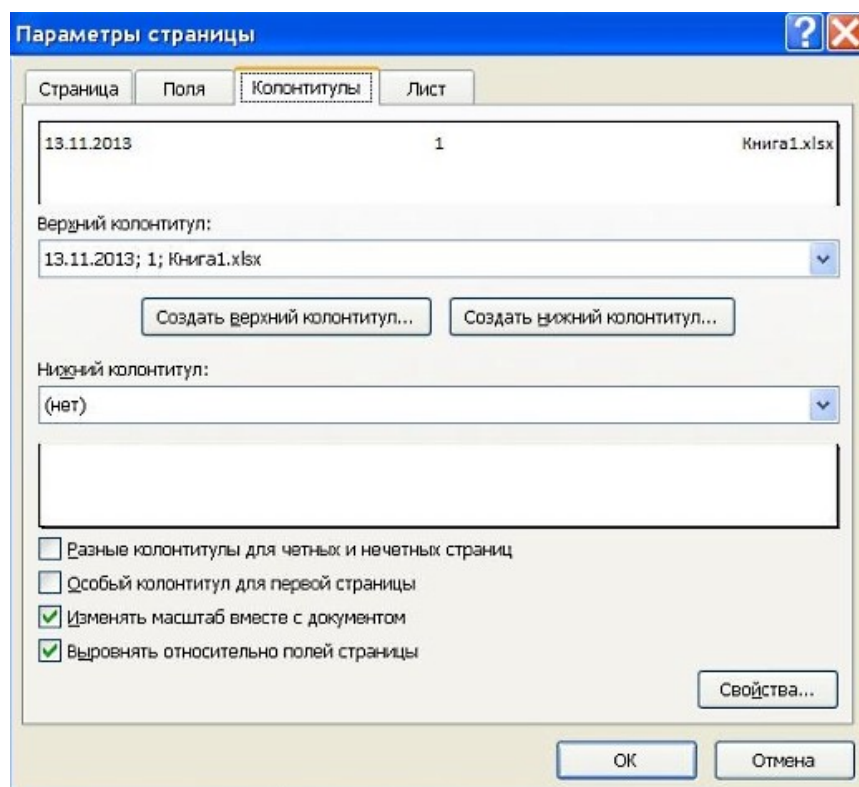 Параметры страницы
Страница Поля Колонтитулы Лист
13.11.2013 1 Книга1.xlsx
Верхний колонтитул:
13.11.2013; 1; Книга1.xlsx
Создать верхний колонтитул... Создать нижний колонтитул...
Нижний колонтитул:
(нет)
Разные колонтитулы для четных и нечетных страниц
Особый колонтитул для первой страницы
Изменять масштаб вместе с документом
Выровнять относительно полей страницы
Свойства...
ОК Отмена